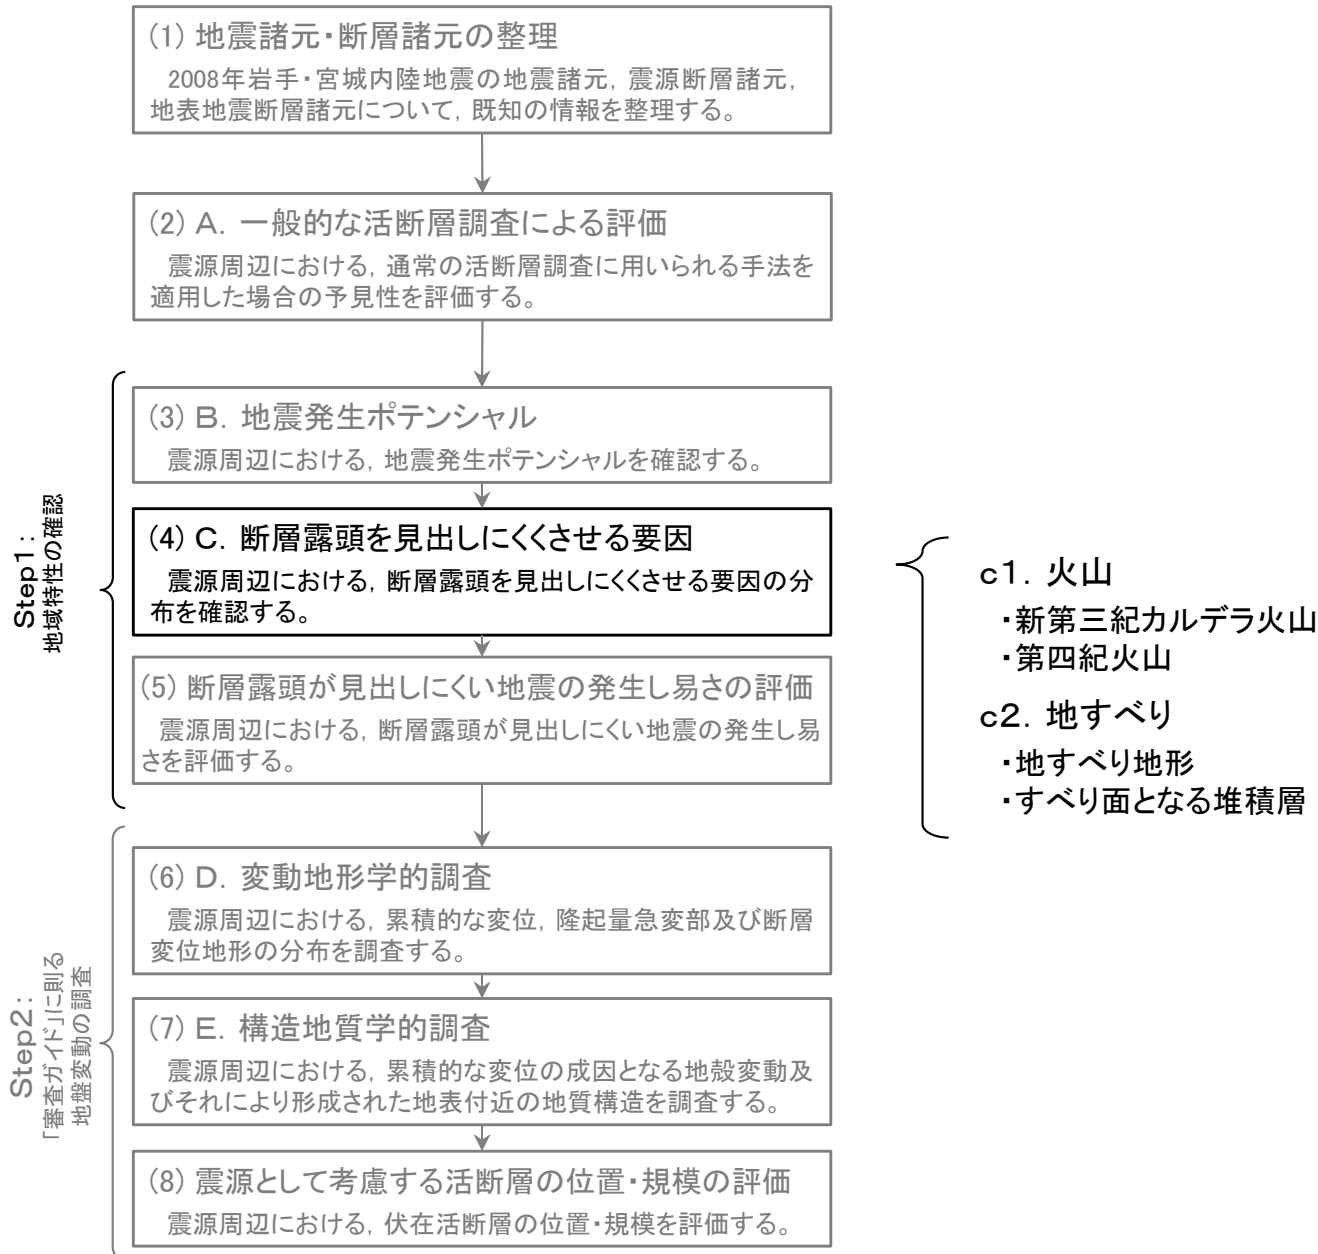 (1) 地震諸元・断層諸元の整理
2008年岩手・宮城内陸地震の地震諸元，震源断層諸元，
地表地震断層諸元について，既知の情報を整理する。
(2) A．一般的な活断層調査による評価
震源周辺における，通常の活断層調査に用いられる手法を
適用した場合の予見性を評価する。
Step1：
地域特性の確認
(3) B．地震発生ポテンシャル
震源周辺における，地震発生ポテンシャルを確認する。
(4) C．断層露頭を見出しにくくさせる要因
震源周辺における，断層露頭を見出しにくくさせる要因の分
布を確認する。
(5) 断層露頭が見出しにくい地震の発生し易さの評価
震源周辺における，断層露頭が見出しにくい地震の発生し易
さを評価する。
c1．火山
・新第三紀カルデラ火山
・第四紀火山
c2．地すべり
・地すべり地形
・すべり面となる堆積層
Step2：
「審査ガイド」に則る
地盤変動の調査
(6) D．変動地形学的調査
震源周辺における，累積的な変位，隆起量急変部及び断層
変位地形の分布を調査する。
(7) E．構造地質学的調査
震源周辺における，累積的な変位の成因となる地殻変動及
びそれにより形成された地表付近の地質構造を調査する。
(8) 震源として考慮する活断層の位置・規模の評価
震源周辺における，伏在活断層の位置・規模を評価する。